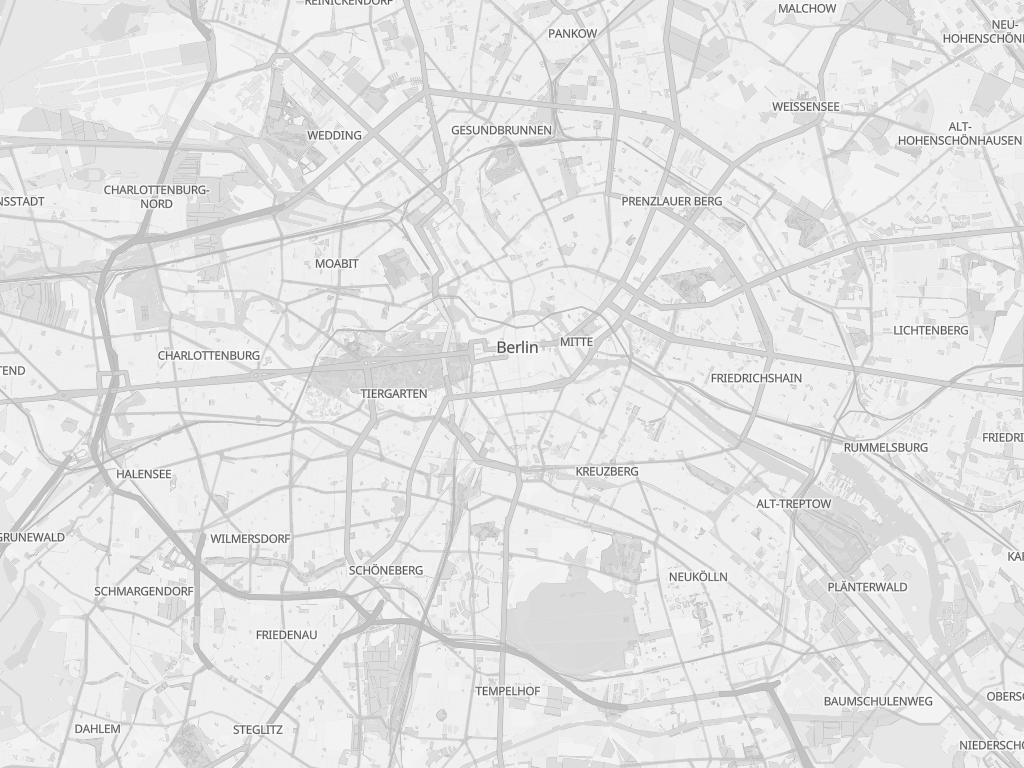 REINICKENDORF
MALCHOW
PANKOW
NEU-
WEISSENSEE
GESUNDBRUNNEN
WEDDING
ALT-
HOHENSCHÖNHAUSEN
CHARLOTTENBURG-
NORD
PRENZLAUER BERG
MOABIT
LICHTENBERG
MITTE
Berlin
CHARLOTTENBURG
FRIEDRICHSHAIN
TIERGARTEN
RUMMELSBURG
KREUZBERG
HALENSEE
ALT-TREPTOW
GRUNEWALD
WILMERSDORF
SCHÖNEBERG
NEUKÖLLN
PLÄNTERWALD
SCHMARGENDORF
FRIEDENAU
TEMPELHOF
BAUMSCHULENWEG
DAHLEM
STEGLITZ